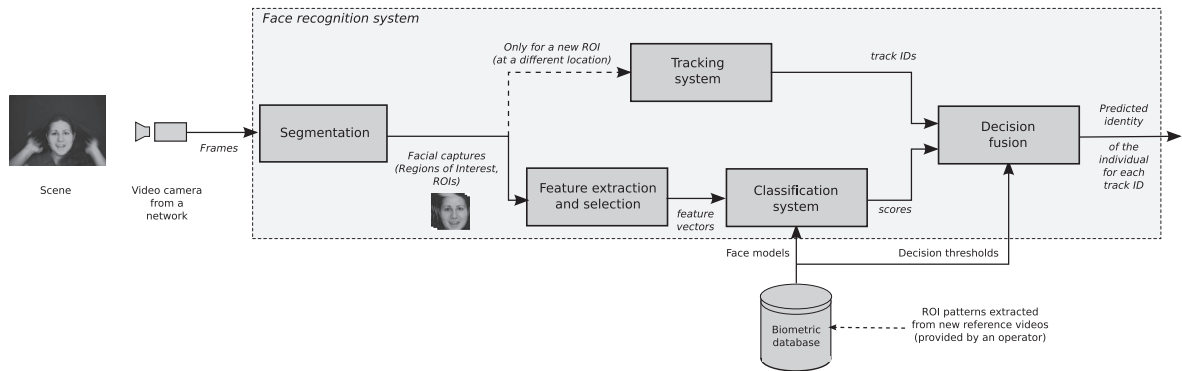 Face recognition system
Only for a new ROI
(at a different location)
Tracking
system
track IDs
Segmentation
Frames
Facial captures
(Regions of Interest,
ROIs)
Feature extraction
and selection
feature
vectors
Classification
system
scores
Decision
fusion
Predicted
identity
of the
individual
for each
track ID
Scene
Video camera
from a
network
Face models
Decision thresholds
Biometric
database
ROI patterns extracted
from new reference videos
(provided by an operator)